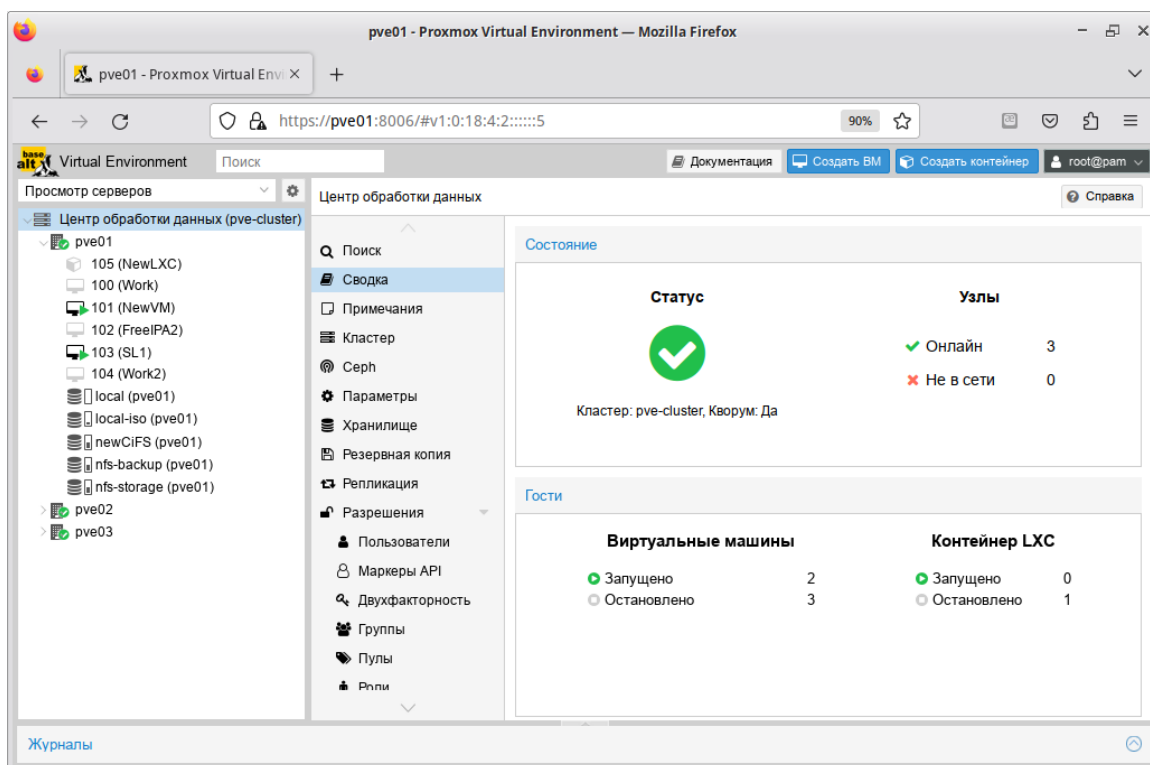 pve01 - Proxmox Virtual Environment — Mozilla Firefox
pve01 - Proxmox Virtual Envi
https://pve01:8006/#v1:0:18:4:2::::::5
90%
base alt Virtual Environment
Поиск
Документация
Создать ВМ
Создать контейнер
root@pam
Просмотр серверов
Центр обработки данных (pve-cluster)
pve01
105 (NewLXC)
100 (Work)
101 (NewVM)
102 (FreeIPA2)
103 (SL1)
104 (Work2)
local (pve01)
local-iso (pve01)
newCiFS (pve01)
nfs-backup (pve01)
nfs-storage (pve01)
pve02
pve03
Центр обработки данных
Справка
Поиск
Сводка
Примечания
Кластер
Ceph
Параметры
Хранилище
Резервная копия
Репликация
Разрешения
Пользователи
Маркеры API
Двухфакторность
Группы
Пулы
Роли
Состояние
Статус
Кластер: pve-cluster, Кворум: Да
Узлы
Онлайн 3
Не в сети 0
Гости
Виртуальные машины
Запущено 2
Остановлено 3
Контейнер LXC
Запущено 0
Остановлено 1
Журналы